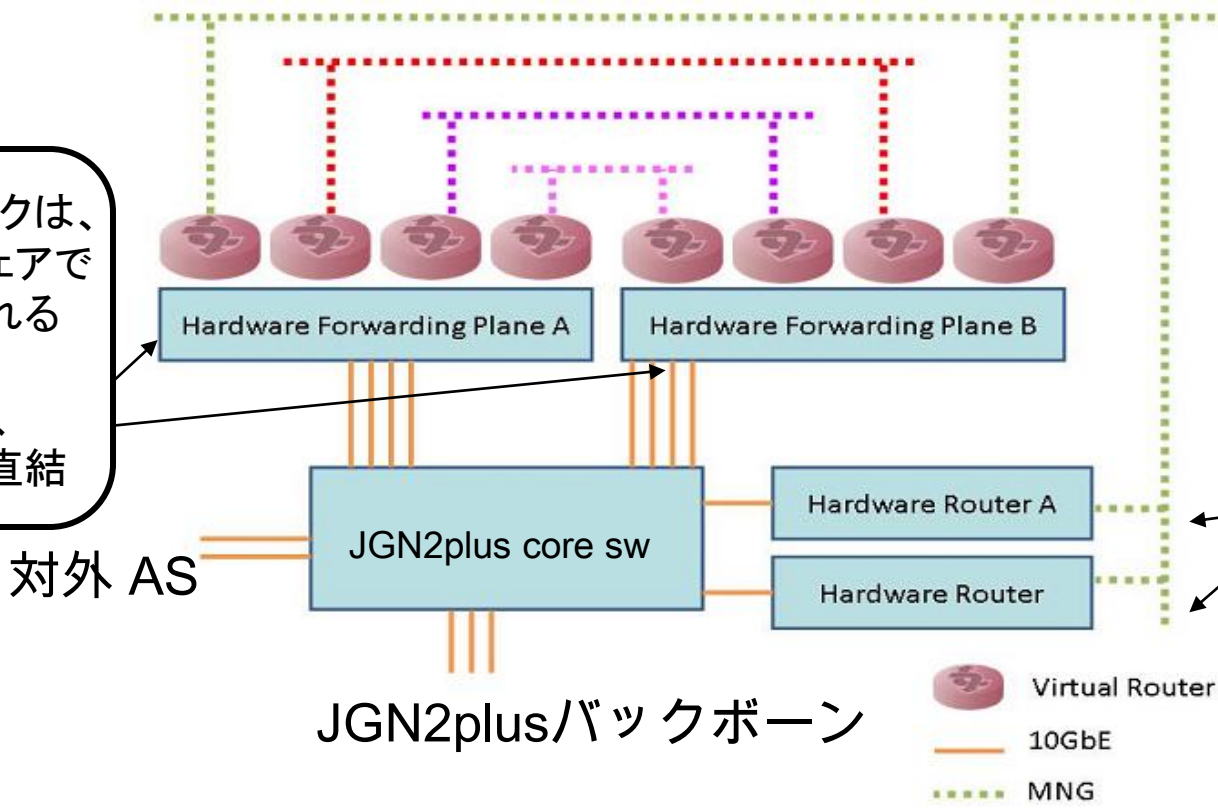 クは、
ェアで
れる
、
直結
Hardware Forwarding Plane A
Hardware Forwarding Plane B
JGN2plus core sw
Hardware Router A
Hardware Router
対外 AS
JGN2plusバックボーン
Virtual Router
10GbE
MNG